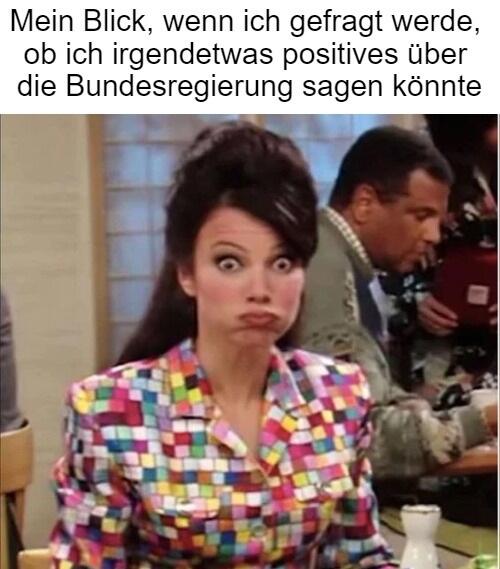 Mein Blick, wenn ich gefragt werde,
ob ich irgendetwas positives über
die Bundesregierung sagen könnte